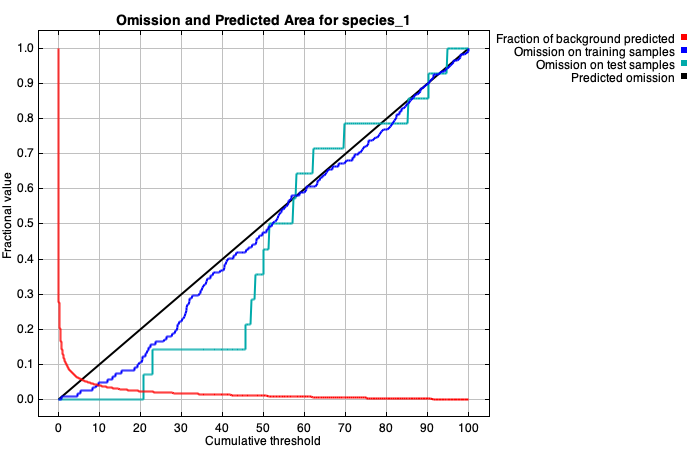 Omission and Predicted Area for species_1
Fraction of background predicted
Omission on training samples
Omission on test samples
Predicted omission
Fractional value
1.0
0.9
0.8
0.7
0.6
0.5
0.4
0.3
0.2
0.1
0.0
0 10 20 30 40 50 60 70 80 90 100
Cumulative threshold